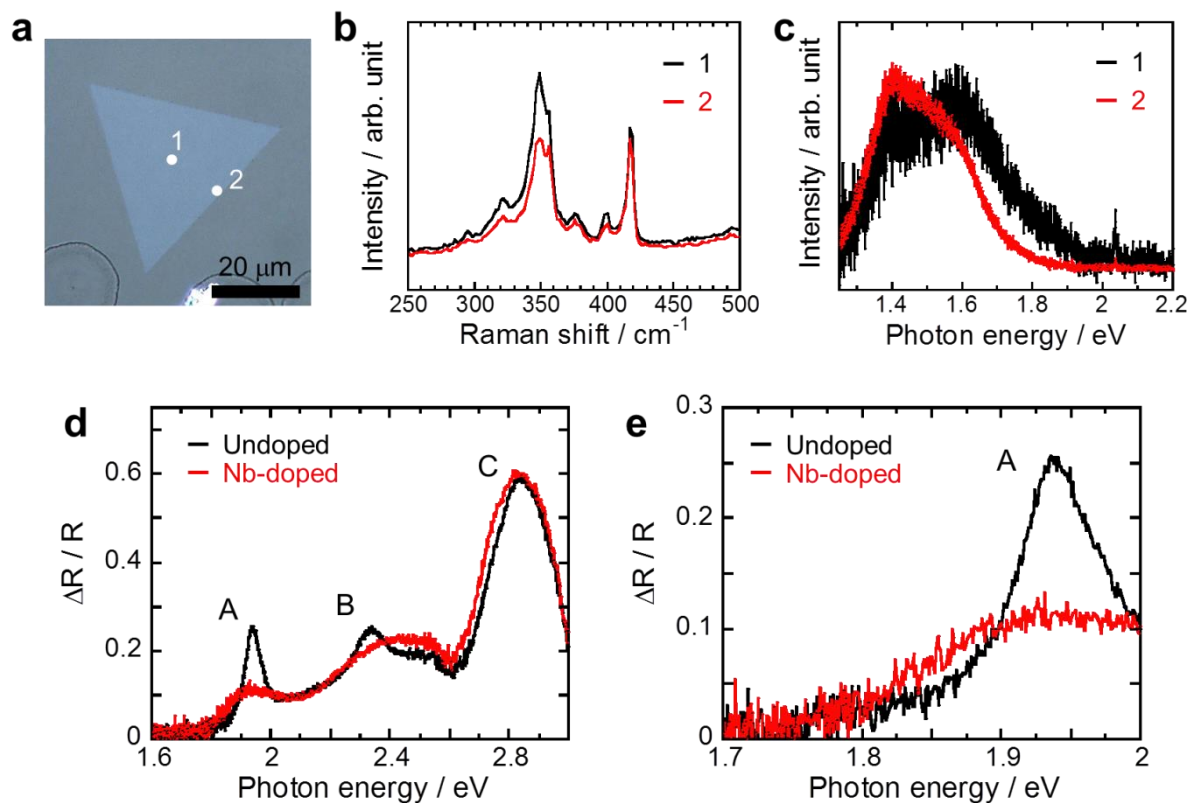 a
1
2
20 μm
b
Intensity / arb. unit
1
2
250 300 350 400 450 500
Raman shift / cm⁻¹
c
Intensity / arb. unit
1
2
1.4 1.6 1.8 2 2.2
Photon energy / eV
d
Undoped
Nb-doped
A
B
C
ΔR / R
0.6
0.4
0.2
0
1.6 2 2.4 2.8
Photon energy / eV
e
Undoped
Nb-doped
A
ΔR / R
0.3
0.2
0.1
0
1.7 1.8 1.9 2
Photon energy / eV